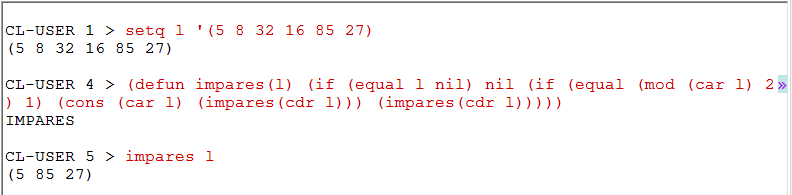 CL-USER 1 > setq l '(5 8 32 16 85 27)
(5 8 32 16 85 27)
CL-USER 4 > (defun impares(l) (if (equal l nil) nil (if (equal (mod (car l) 2»
) 1) (cons (car l) (impares(cdr l))) (impares(cdr l)))))
IMPARES
CL-USER 5 > impares l
(5 85 27)